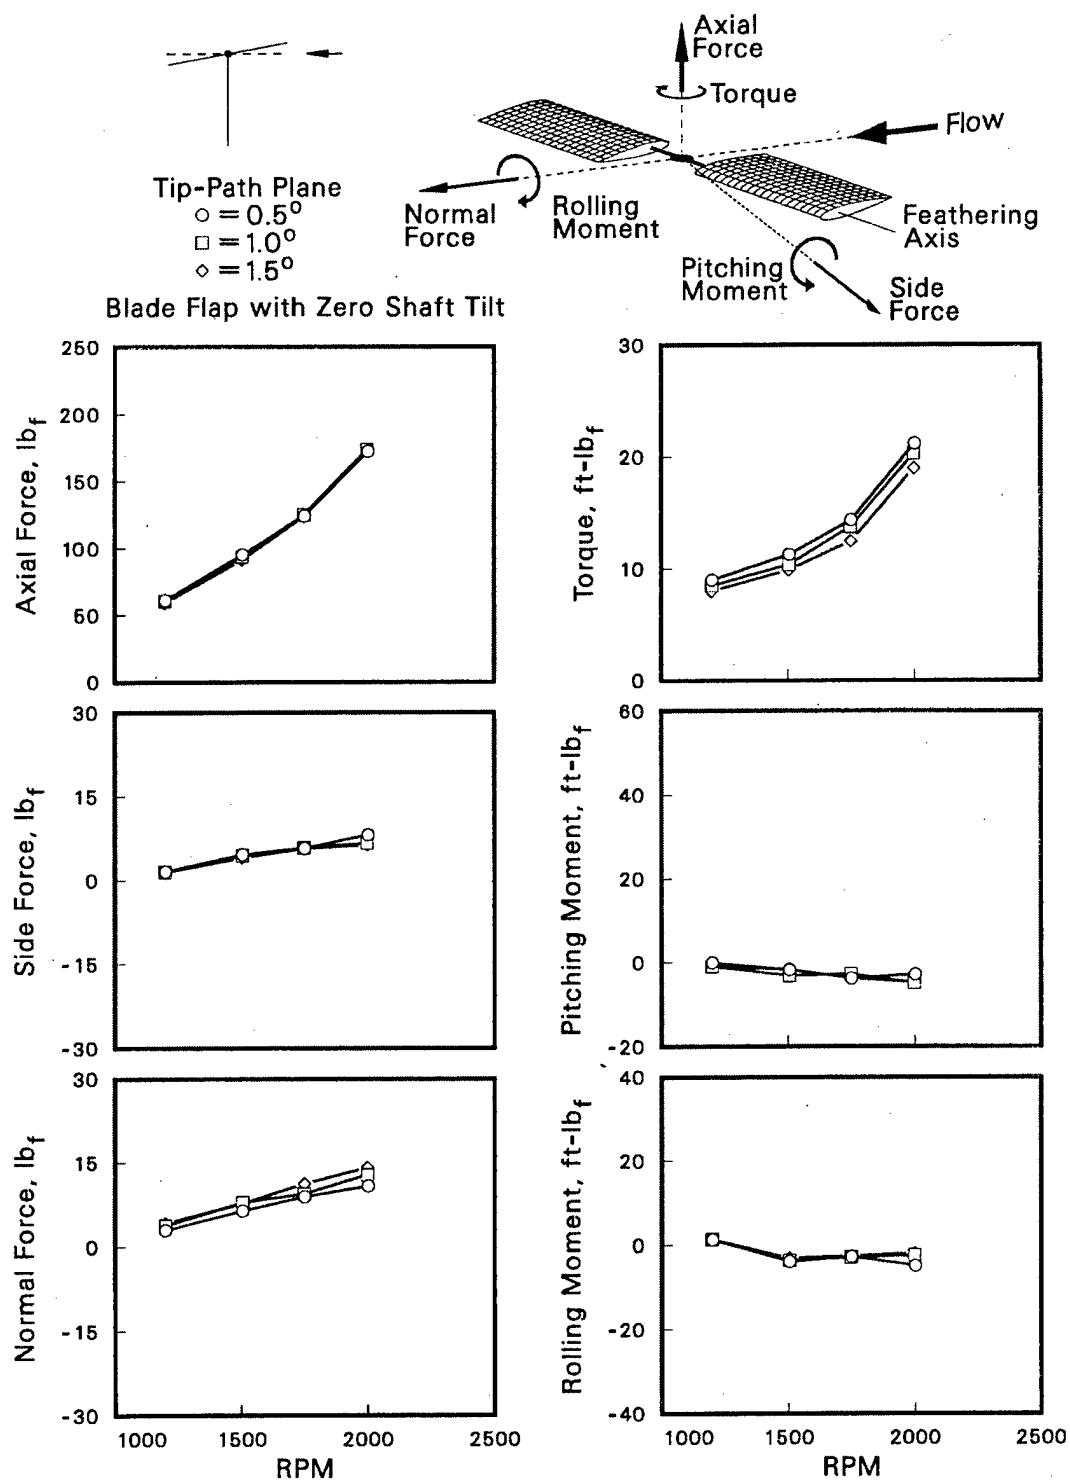 Axial
Force
Torque
Flow
Tip-Path Plane
○ = 0.5°
□ = 1.0°
◇ = 1.5°
Normal
Force
Rolling
Moment
Feathering
Axis
Pitching
Moment
Side
Force
Blade Flap with Zero Shaft Tilt
250
200
150
100
50
0
Axial Force, lbf
30
20
10
0
Torque, ft-lbf
30
15
0
-15
-30
Side Force, lbf
60
40
20
0
-20
Pitching Moment, ft-lbf
30
15
0
-15
-30
Normal Force, lbf
1000 1500 2000 2500
RPM
40
20
0
-20
-40
Rolling Moment, ft-lbf
1000 1500 2000 2500
RPM